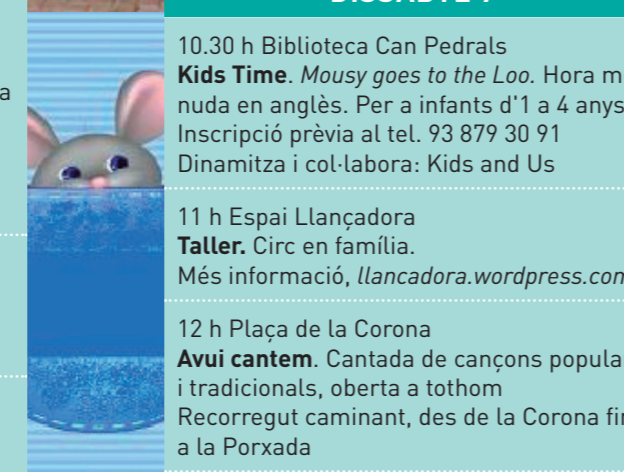 a
10.30 h Biblioteca Can Pedrals
Kids Time. Mousy goes to the Loo. Hora m
nuda en anglès. Per a infants d'1 a 4 anys
Inscripció prèvia al tel. 93 879 30 91
Dinamitza i col·labora: Kids and Us
11 h Espai Llançadora
Taller. Circ en família.
Més informació, llancadora.wordpress.com
12 h Plaça de la Corona
Avui cantem. Cantada de cançons popula
i tradicionals, oberta a tothom
Recorregut caminant, des de la Corona fin
a la Porxada